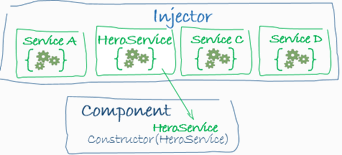 Injector
Service A HeroService Service C Service D
{ } { } { } { }
Component
HeroService
Constructor(HeroService)